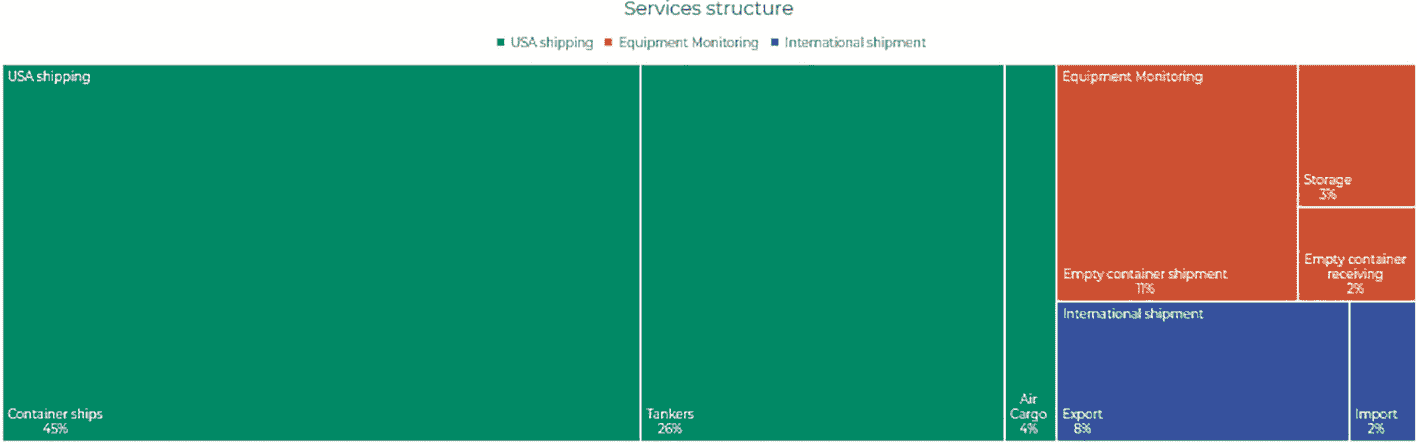 Services structure
USA shipping Equipment Monitoring International shipment
USA shipping
Container ships
45%
Tankers
26%
Air
Cargo
4%
Equipment Monitoring
Empty container shipment
11%
Storage
3%
Empty container
receiving
2%
International shipment
Export
8%
Import
2%